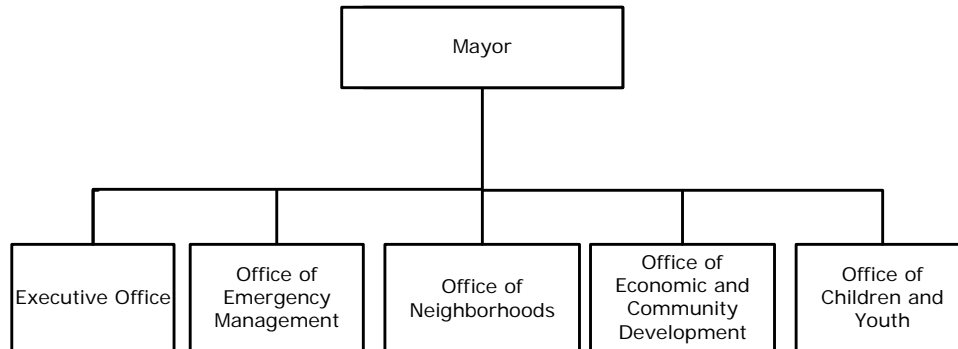 Mayor
Executive Office
Office of
Emergency
Management
Office of
Neighborhoods
Office of
Economic and
Community
Development
Office of
Children and
Youth